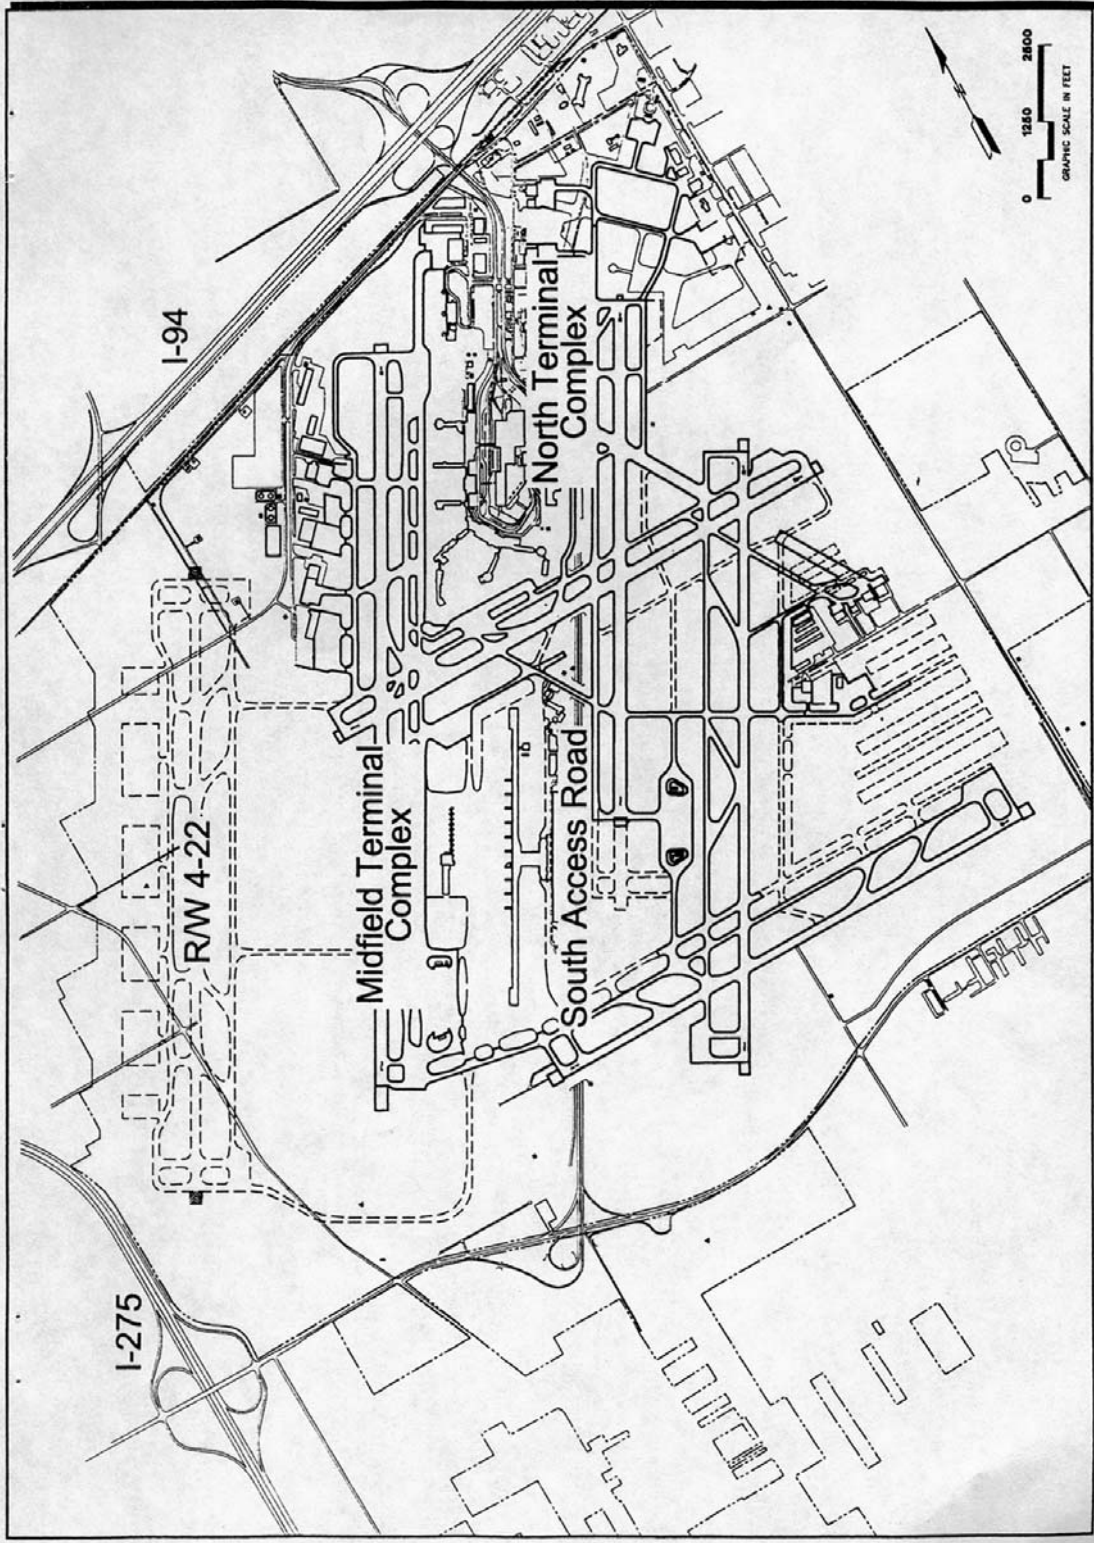 I-94
North Terminal
Complex
Midfield Terminal
Complex
R/W 4-22
South Access Road
I-275
N
0 1250 2500
GRAPHIC SCALE IN FEET